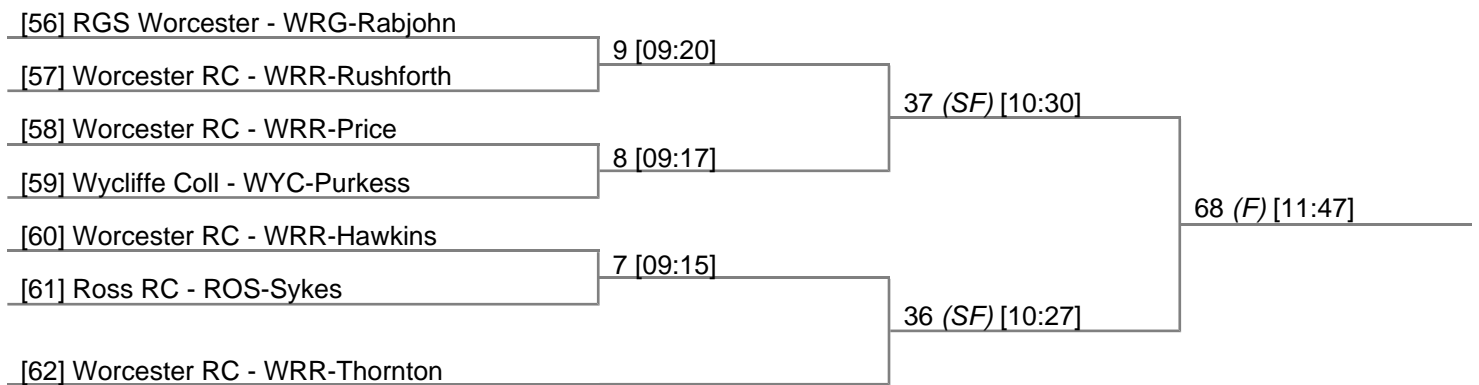 [56] RGS Worcester - WRG-Rabjohn
9 [09:20]
[57] Worcester RC - WRR-Rushforth
37 (SF) [10:30]
[58] Worcester RC - WRR-Price
8 [09:17]
[59] Wycliffe Coll - WYC-Purkess
68 (F) [11:47]
[60] Worcester RC - WRR-Hawkins
7 [09:15]
[61] Ross RC - ROS-Sykes
36 (SF) [10:27]
[62] Worcester RC - WRR-Thornton